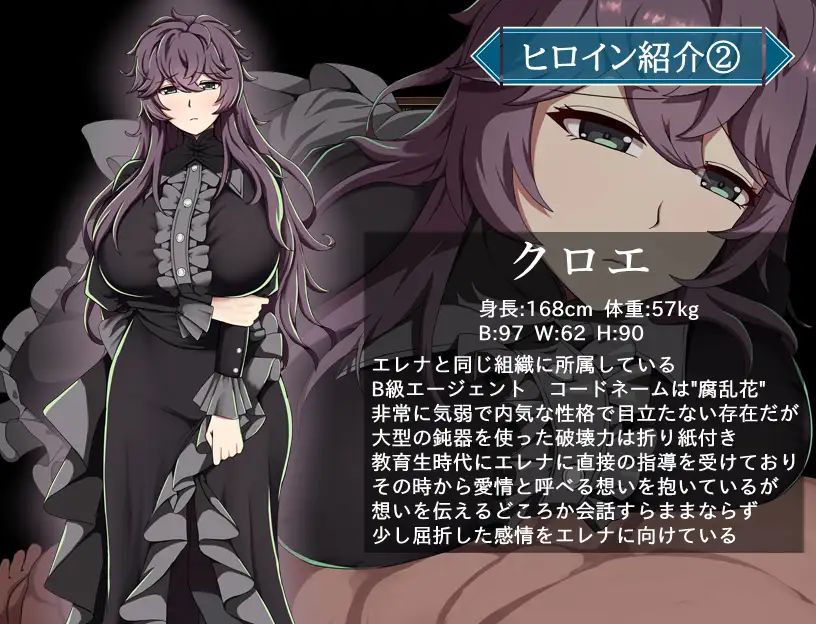 ヒロイン紹介②
クロエ
身長:168cm 体重:57kg
B:97 W:62 H:90
エレナと同じ組織に所属している
B級エージェント　コードネームは"腐乱花"
非常に気弱で内気な性格で目立たない存在だが
大型の鈍器を使った破壊力は折り紙付き
教育生時代にエレナに直接の指導を受けており
その時から愛情と呼べる想いを抱いているが
想いを伝えるどころか会話すらままならず
少し屈折した感情をエレナに向けている